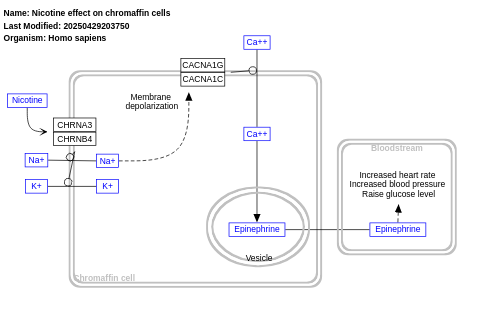 Name: Nicotine effect on chromaffin cells
Last Modified: 20250429203750
Organism: Homo sapiens
Ca++
CACNA1G
CACNA1C
Nicotine
Membrane
depolarization
CHRNA3
CHRNB4
Ca++
Bloodstream
Na+
Na+
Increased heart rate
Increased blood pressure
Raise glucose level
K+
K+
Epinephrine
Epinephrine
Vesicle
Chromaffin cell